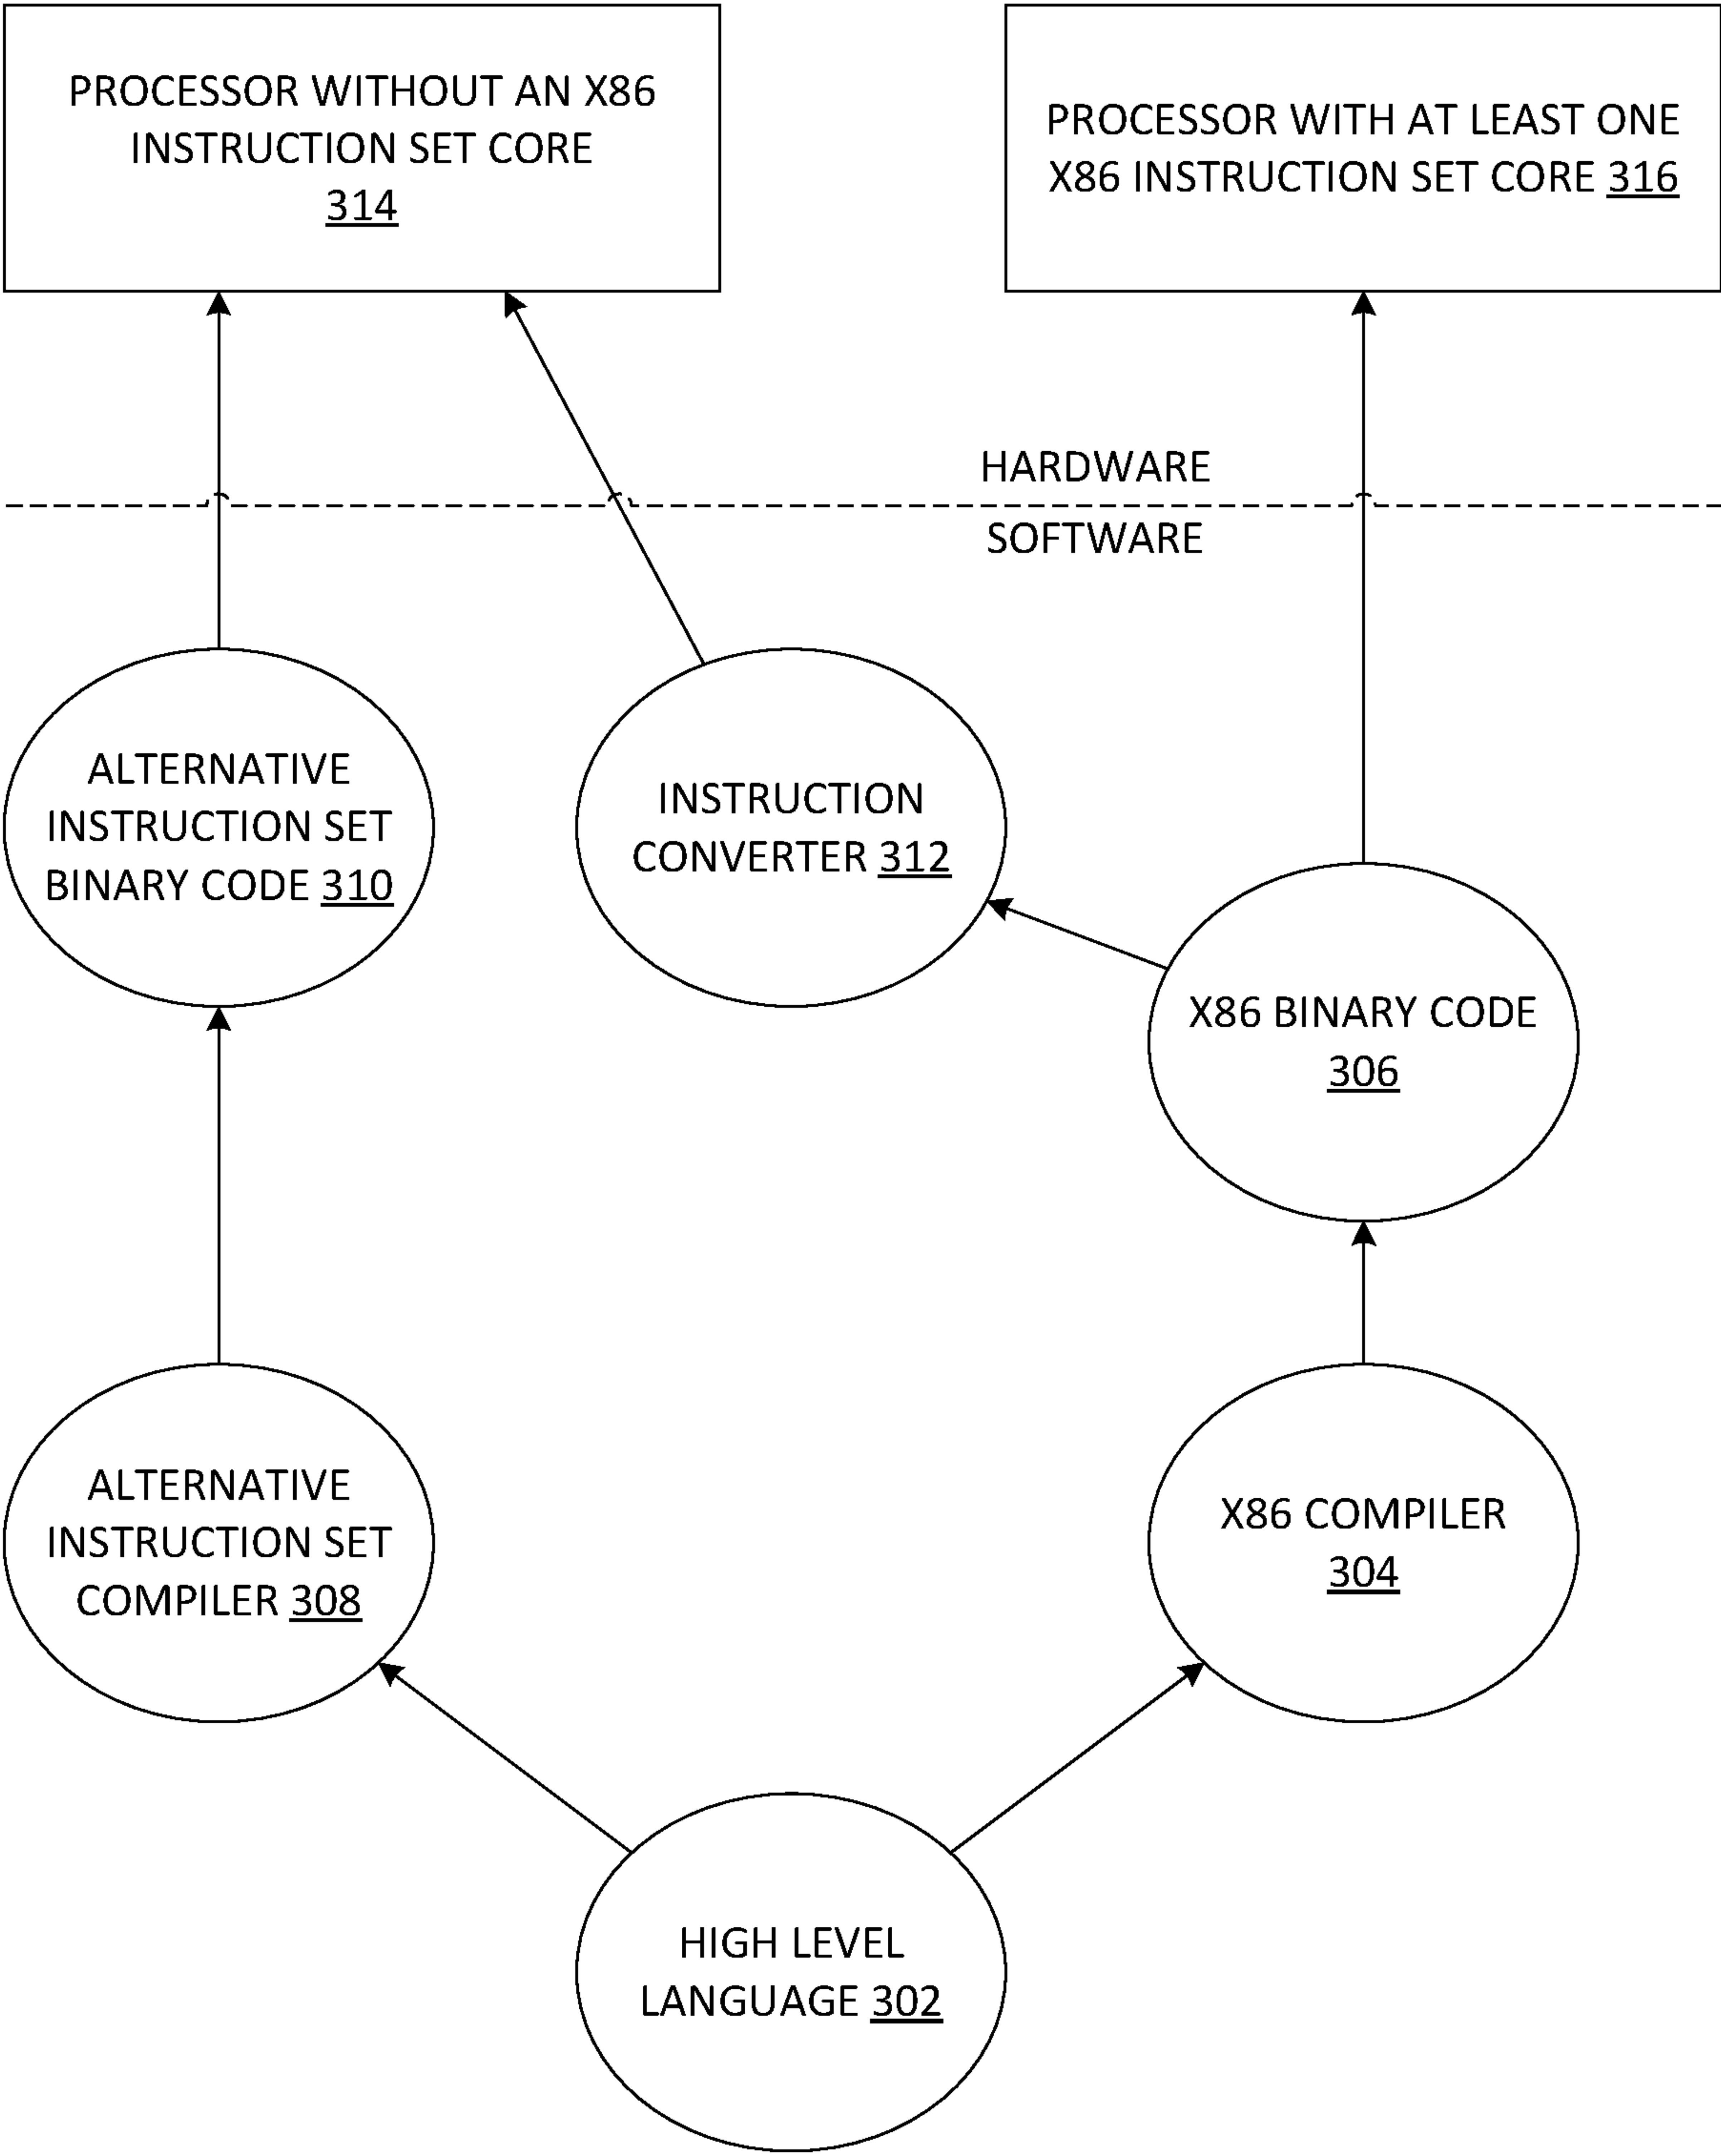 PROCESSOR WITHOUT AN X86
INSTRUCTION SET CORE
314
PROCESSOR WITH AT LEAST ONE
X86 INSTRUCTION SET CORE 316
HARDWARE
SOFTWARE
ALTERNATIVE
INSTRUCTION SET
BINARY CODE 310
INSTRUCTION
CONVERTER 312
X86 BINARY CODE
306
ALTERNATIVE
INSTRUCTION SET
COMPILER 308
X86 COMPILER
304
HIGH LEVEL
LANGUAGE 302